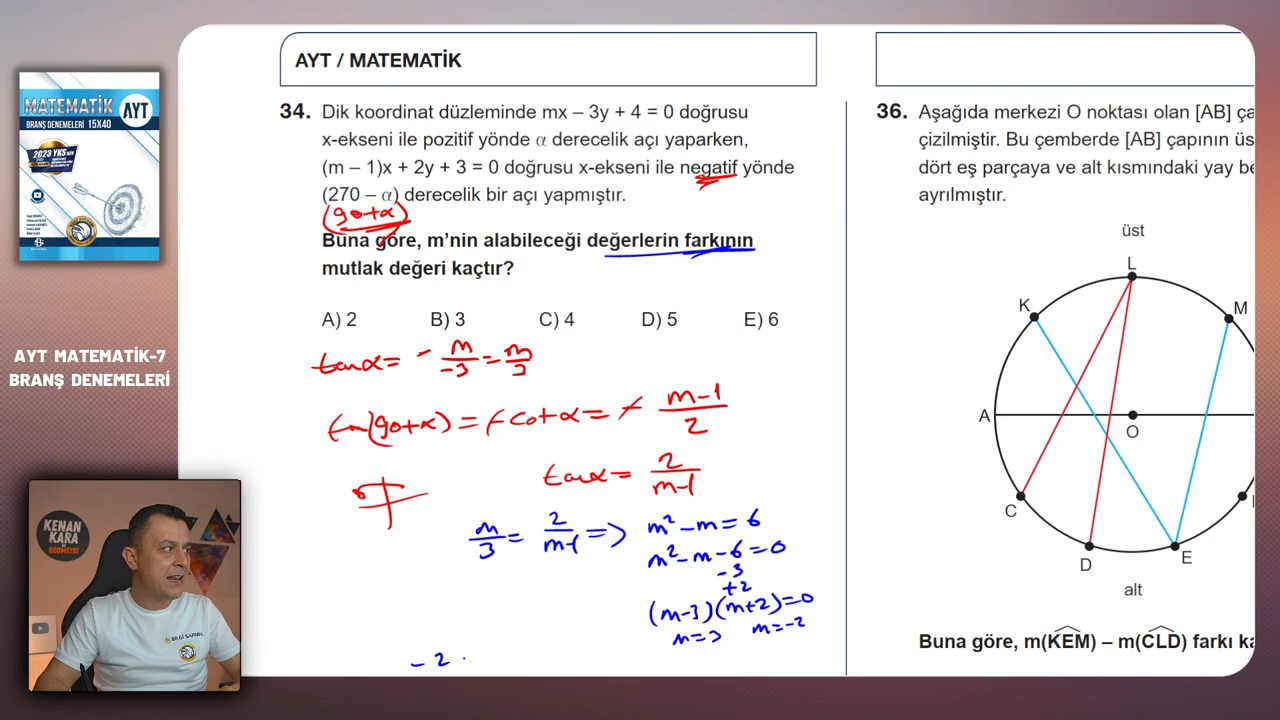 MATEMATİK AYT
BRANŞ DENEMELERİ 15X40
2023 YKS'NİN
AYT MATEMATİK-7
BRANŞ DENEMELERİ
KENAN
KARA
ile
GEOMETRİ
AYT / MATEMATİK
34. Dik koordinat düzleminde mx – 3y + 4 = 0 doğrusu
x-ekseni ile pozitif yönde α derecelik açı yaparken,
(m – 1)x + 2y + 3 = 0 doğrusu x-ekseni ile negatif yönde
(270 – α) derecelik bir açı yapmıştır.
(90+α)
Buna göre, m'nin alabileceği değerlerin farkının
mutlak değeri kaçtır?
A) 2 B) 3 C) 4 D) 5 E) 6
tanα = - m/-3 = m/3
tan(90+α) = -cotα = - m-1/2
tanα = 2/m-1
m/3 = 2/m-1 => m² - m = 6
m² - m - 6 = 0
-3
+2
(m-3)(m+2)=0
m=3 m=-2
-2
36. Aşağıda merkezi O noktası olan [AB] ça
çizilmiştir. Bu çemberde [AB] çapının üs
dört eş parçaya ve alt kısmındaki yay be
ayrılmıştır.
üst
L
K M
A O
C
D E
alt
Buna göre, m(KEM) – m(CLD) farkı ka